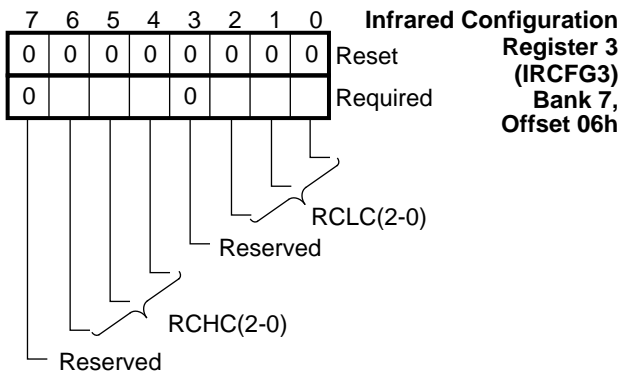 7 6 5 4 3 2 1 0
Infrared Configuration
Register 3
(IRCFG3)
Bank 7,
Offset 06h
0 0 0 0 0 0 0 0 Reset
0 0 Required
RCLC(2-0)
Reserved
RCHC(2-0)
Reserved